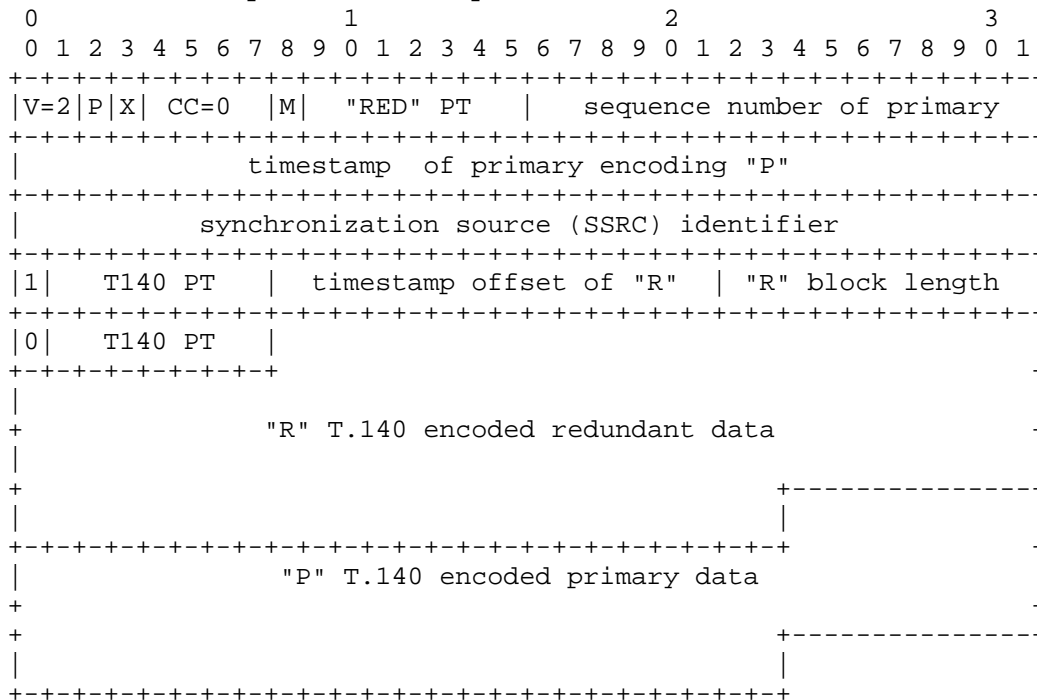 0 1 2 3
0 1 2 3 4 5 6 7 8 9 0 1 2 3 4 5 6 7 8 9 0 1 2 3 4 5 6 7 8 9 0 1
|V=2|P|X| CC=0 |M| "RED" PT | sequence number of primary
| timestamp of primary encoding "P"
| synchronization source (SSRC) identifier
|1| T140 PT | timestamp offset of "R" | "R" block length
|0| T140 PT |
"R" T.140 encoded redundant data
"P" T.140 encoded primary data